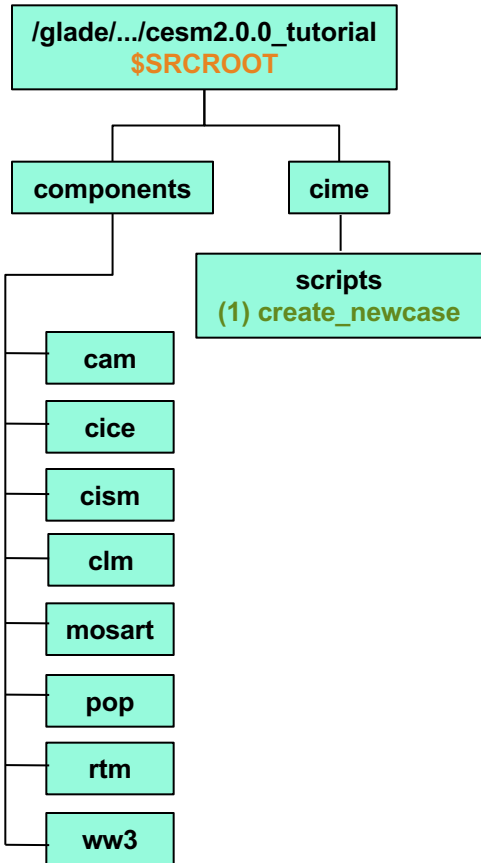 /glade/.../cesm2.0.0_tutorial
$SRCROOT
components
cime
scripts
(1) create_newcase
cam
cice
cism
clm
mosart
pop
rtm
ww3